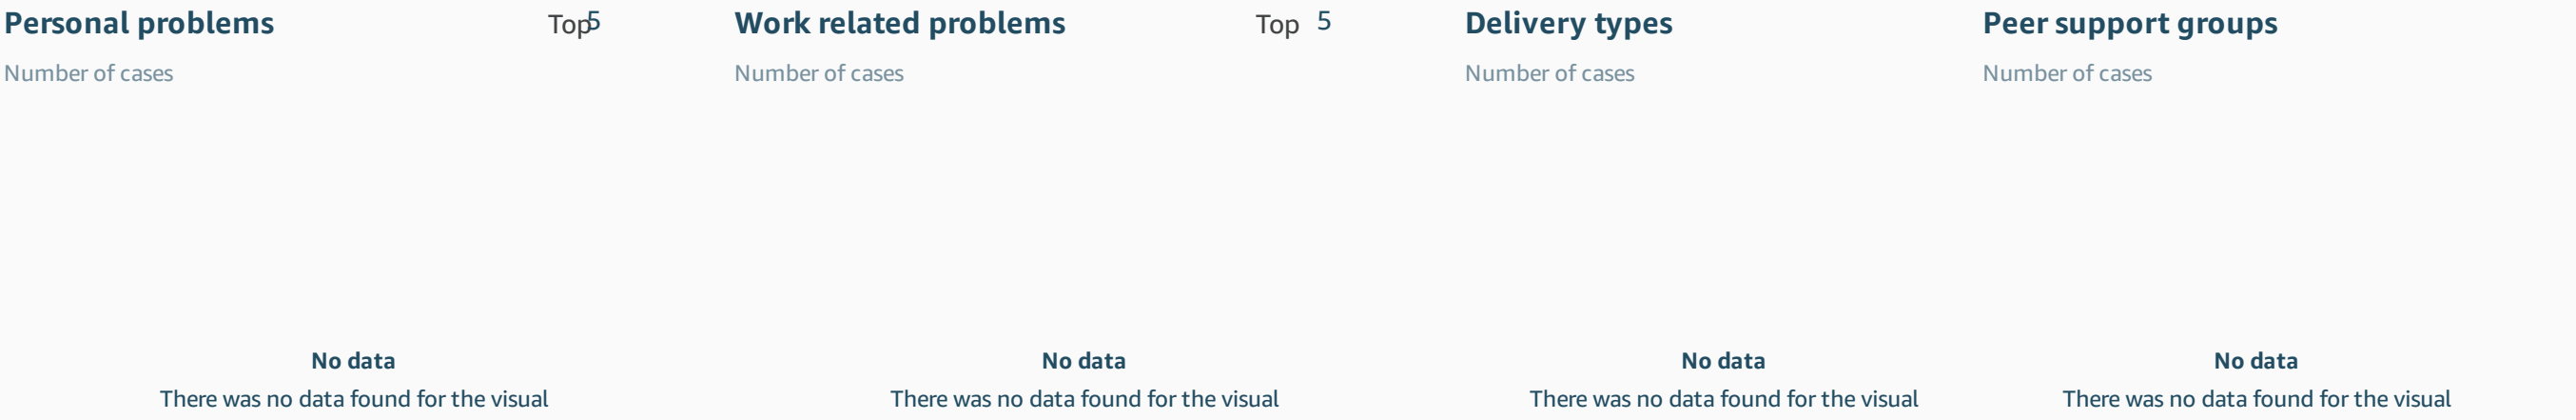 Personal problems
Top 5
Number of cases
No data
There was no data found for the visual
Work related problems
Top 5
Number of cases
No data
There was no data found for the visual
Delivery types
Number of cases
No data
There was no data found for the visual
Peer support groups
Number of cases
No data
There was no data found for the visual